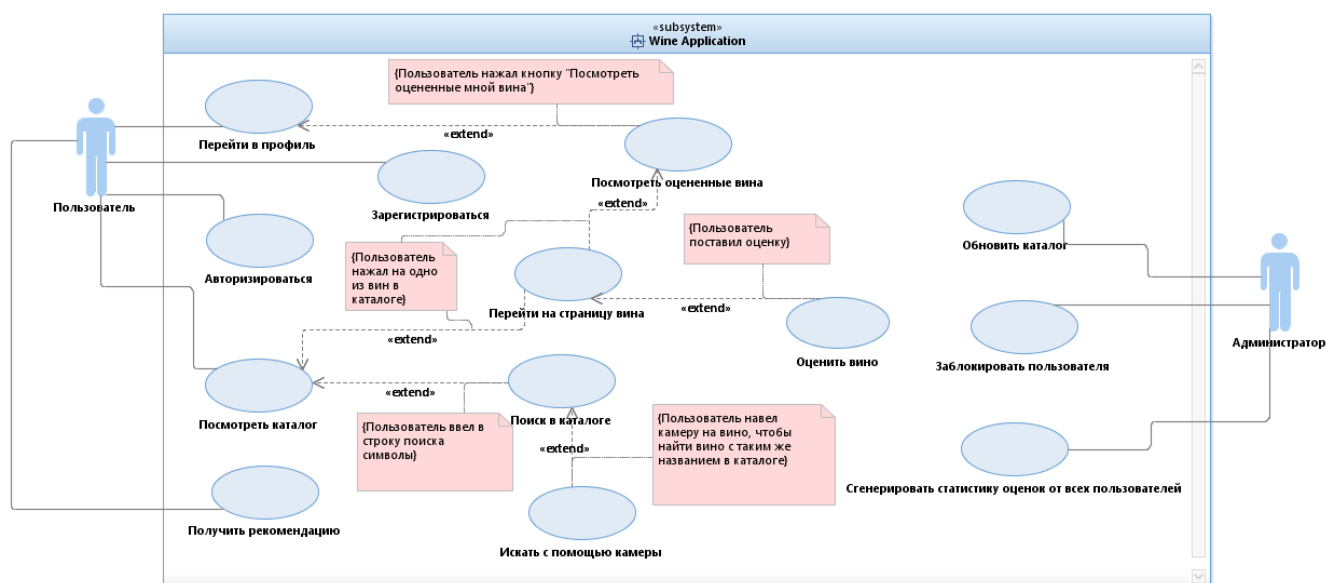 «subsystem»
Wine Application
{Пользователь нажал кнопку "Посмотреть
оцененные мной вина"}
«extend»
Перейти в профиль
Посмотреть оцененные вина
Пользователь
Зарегистрироваться
«extend»
{Пользователь
поставил оценку}
Обновить каталог
Авторизироваться
{Пользователь
нажал на одно
из вин в
каталоге}
Перейти на страницу вина
«extend»
«extend»
Оценить вино
Заблокировать пользователя
Администратор
Посмотреть каталог
«extend»
Поиск в каталоге
{Пользователь ввел в
строку поиска
символы}
«extend»
{Пользователь навел
камеру на вино, чтобы
найти вино с таким же
названием в каталоге}
Сгенерировать статистику оценок от всех пользователей
Получить рекомендацию
Искать с помощью камеры